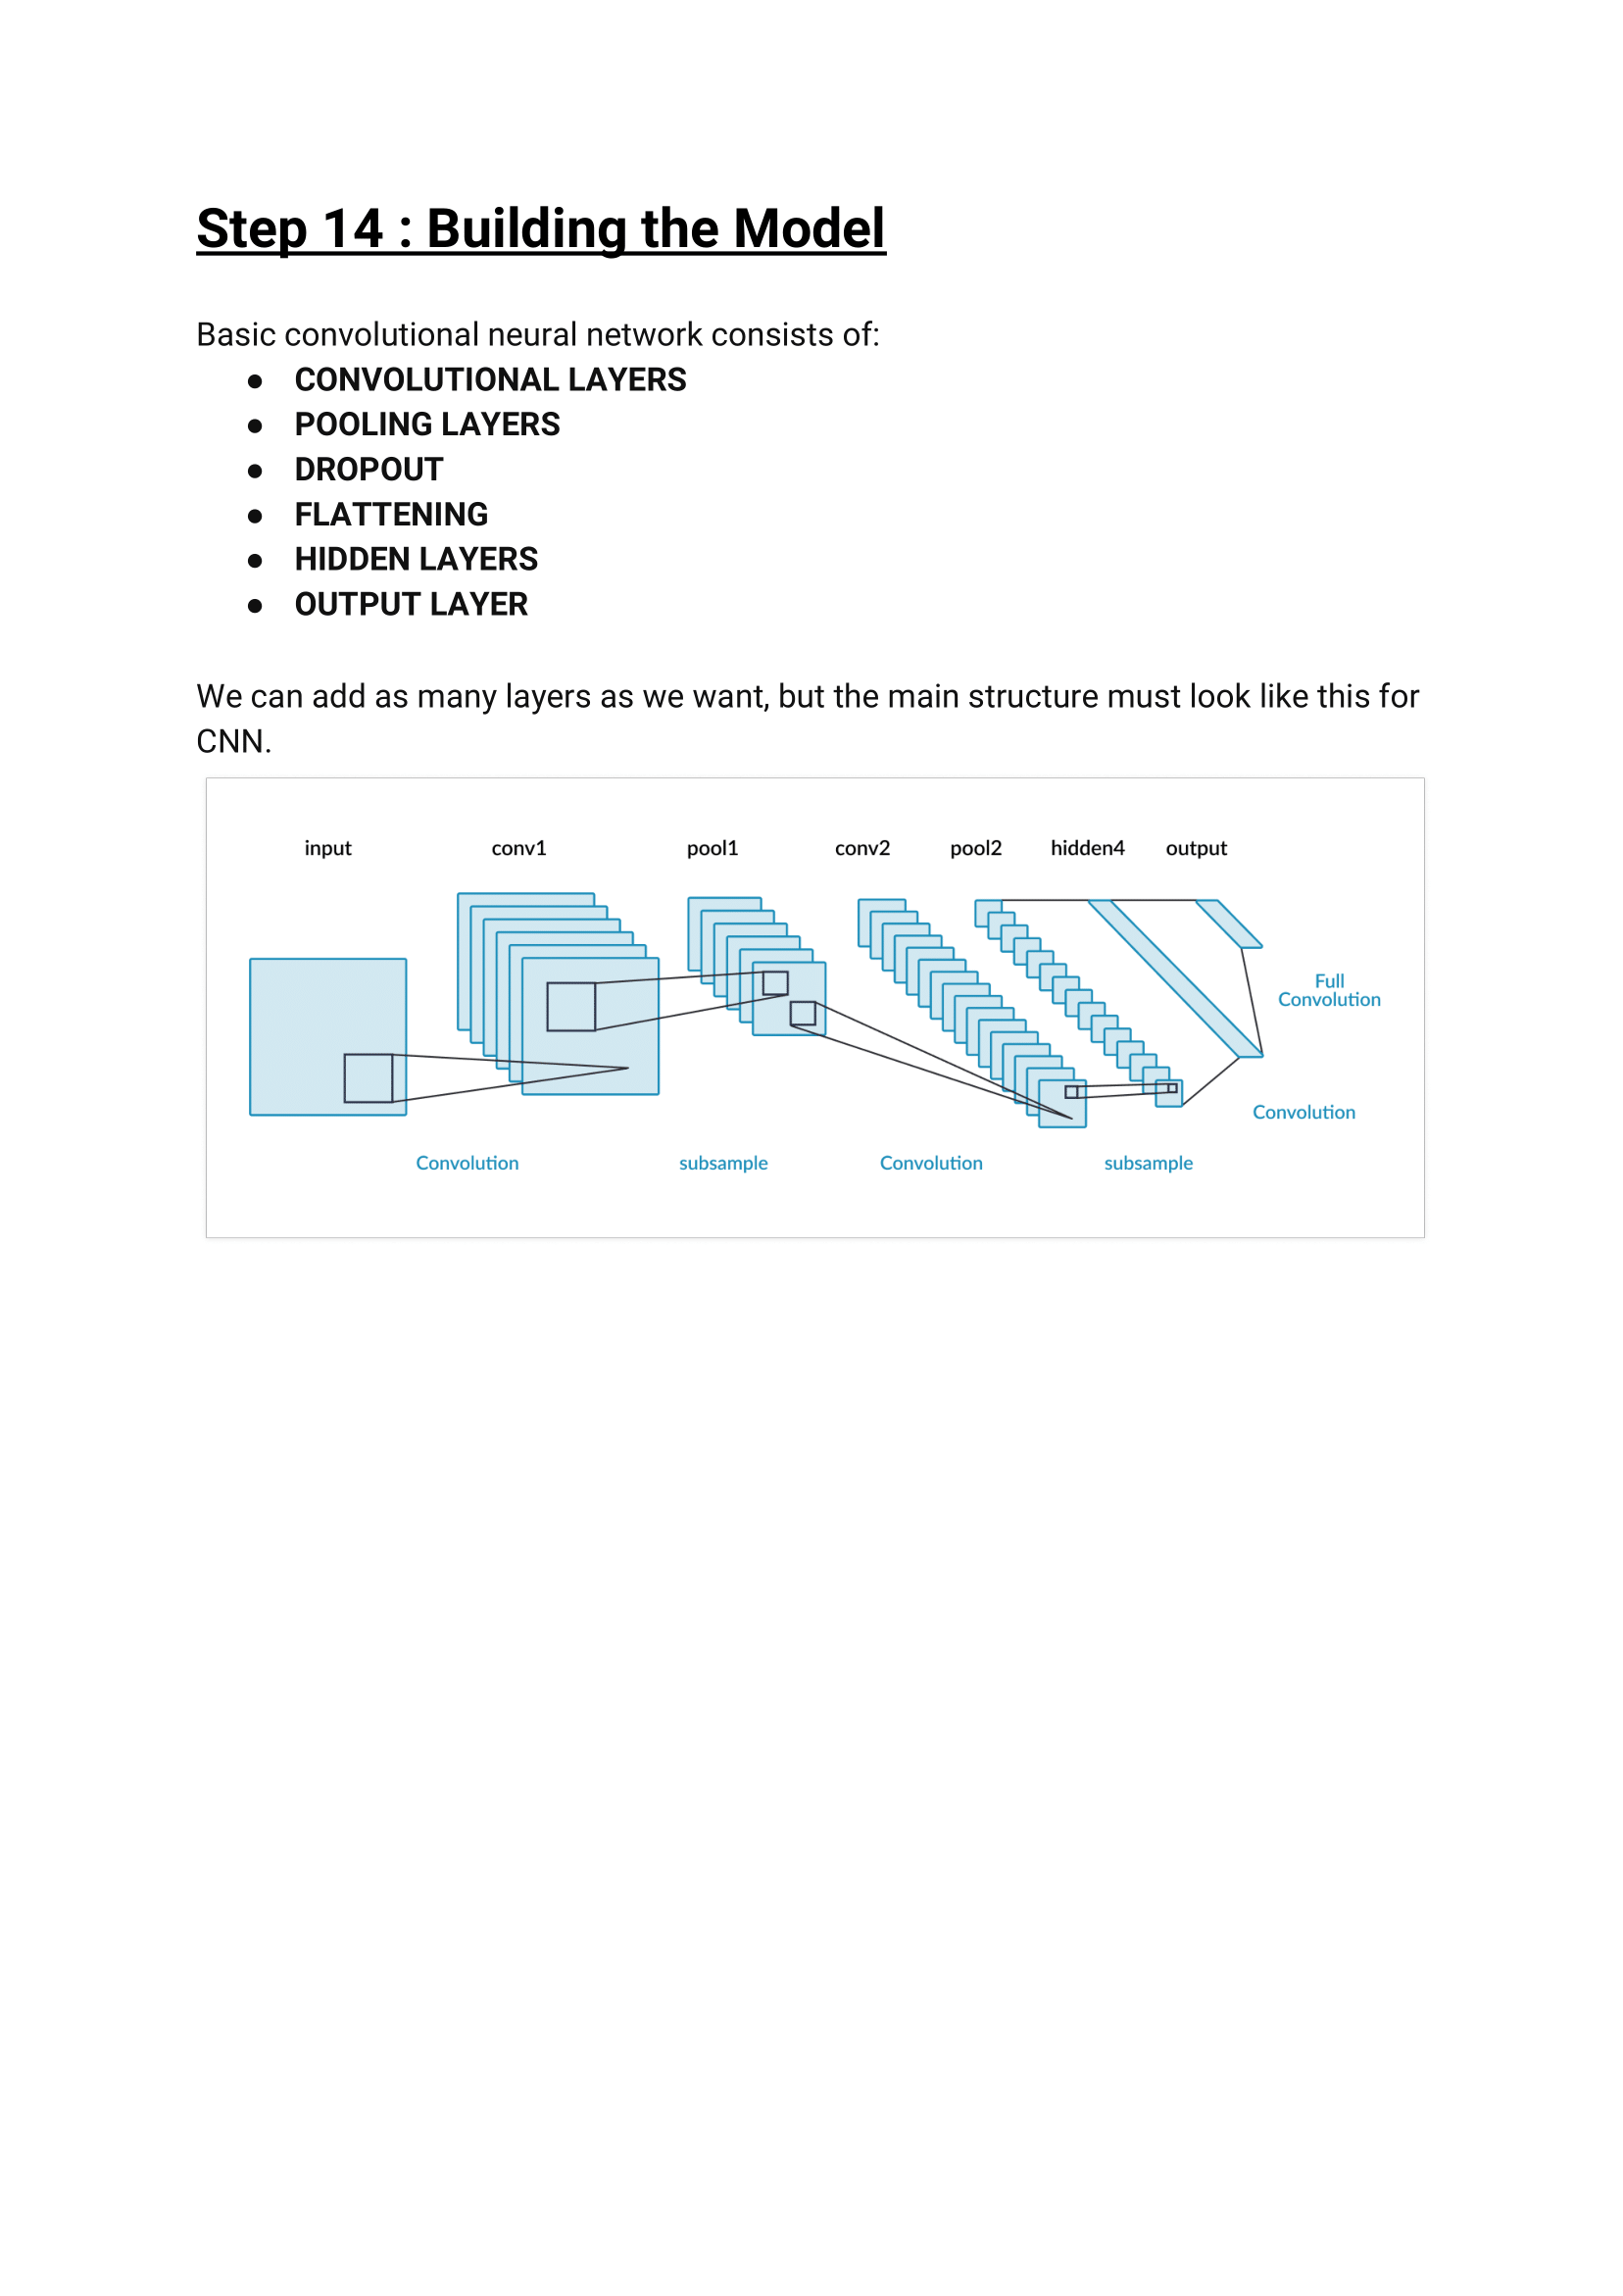 Step 14 : Building the Model
Basic convolutional neural network consists of:
● CONVOLUTIONAL LAYERS
● POOLING LAYERS
● DROPOUT
● FLATTENING
● HIDDEN LAYERS
● OUTPUT LAYER
We can add as many layers as we want, but the main structure must look like this for
CNN.
input conv1 pool1 conv2 pool2 hidden4 output
Full
Convolution
Convolution
Convolution subsample Convolution subsample